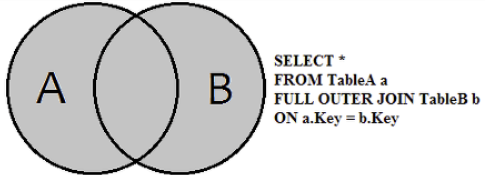 A
B
SELECT *
FROM TableA a
FULL OUTER JOIN TableB b
ON a.Key = b.Key